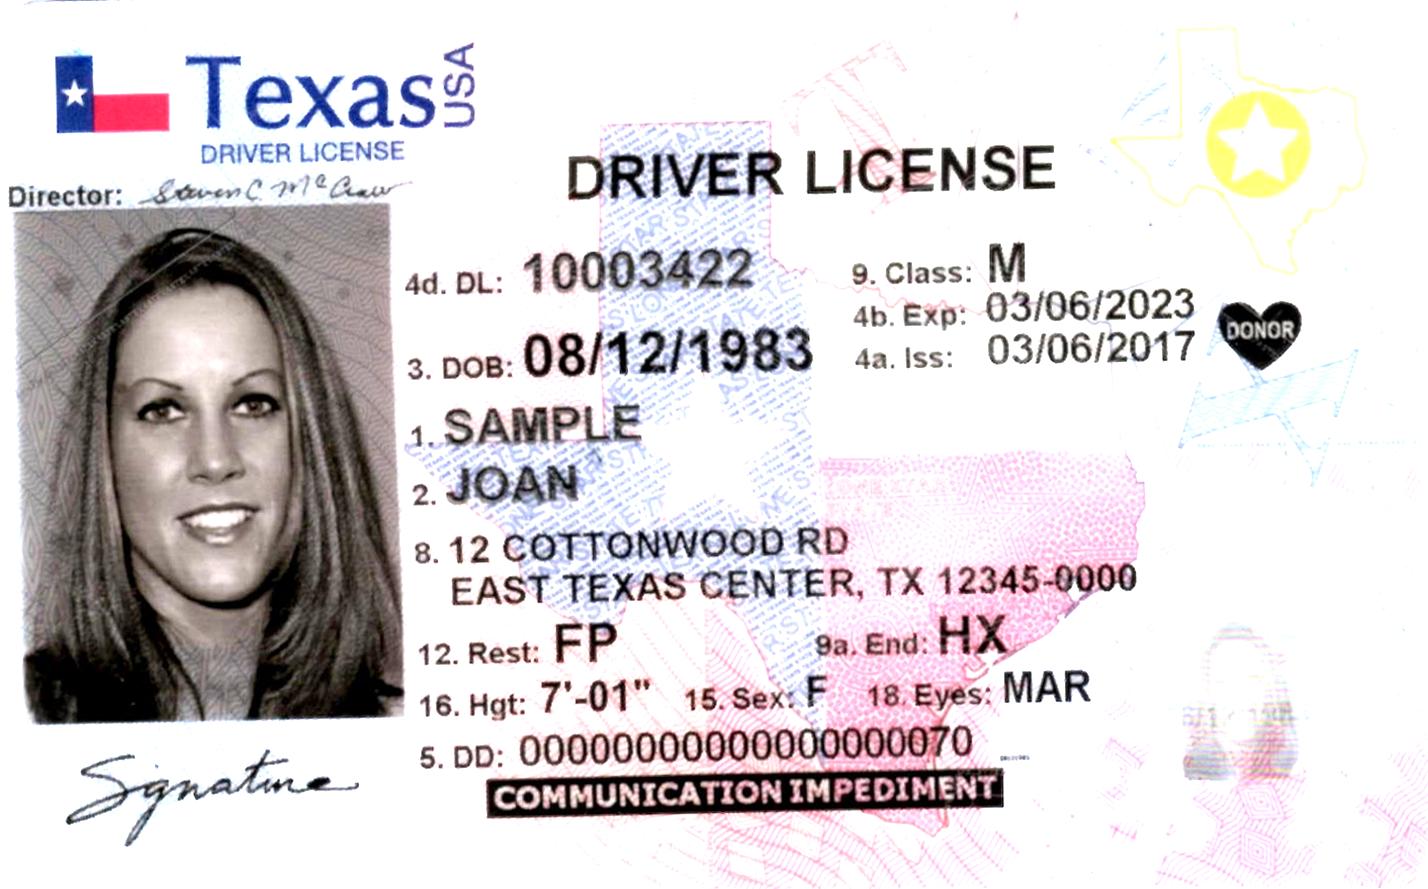 Texas USA
DRIVER LICENSE
Director: Steven C. McCraw
DRIVER LICENSE
4d. DL: 10003422
9. Class: M
4b. Exp: 03/06/2023
3. DOB: 08/12/1983
4a. Iss: 03/06/2017
DONOR
1. SAMPLE
2. JOAN
8. 12 COTTONWOOD RD
EAST TEXAS CENTER, TX 12345-0000
12. Rest: FP
9a. End: HX
16. Hgt: 7'-01" 15. Sex: F 18. Eyes: MAR
5. DD: 00000000000000000070
COMMUNICATION IMPEDIMENT
Signature